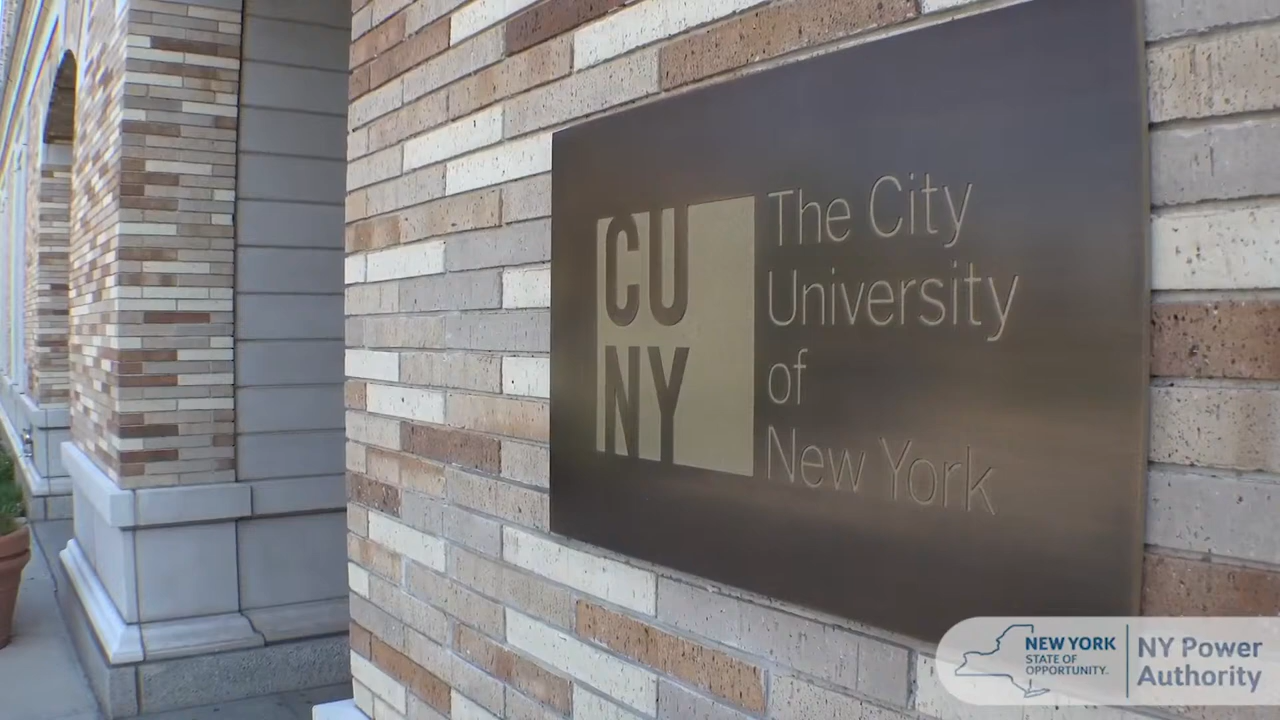 CU
NY
The City
University
of
New York
NEW YORK
STATE OF
OPPORTUNITY.
NY Power
Authority